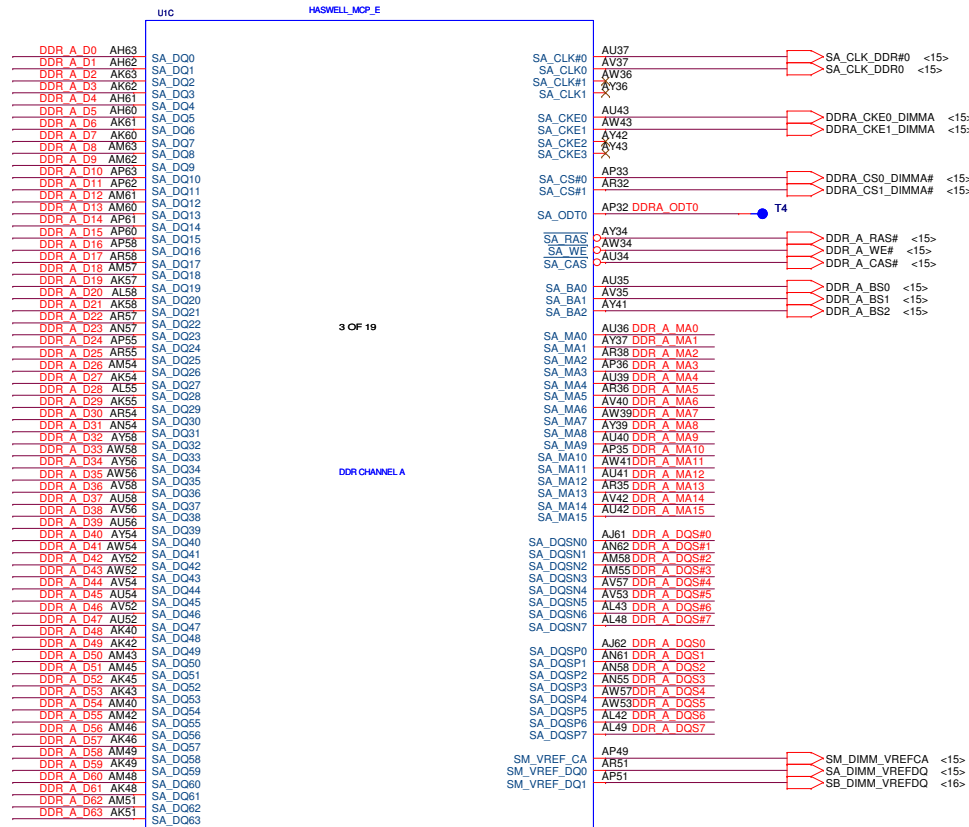 U1C
HASWELL_MCP_E
DDR_A_D0 AH63 SA_DQ0
DDR_A_D1 AH62 SA_DQ1
DDR_A_D2 AK63 SA_DQ2
DDR_A_D3 AK62 SA_DQ3
DDR_A_D4 AH61 SA_DQ4
DDR_A_D5 AH60 SA_DQ5
DDR_A_D6 AK61 SA_DQ6
DDR_A_D7 AK60 SA_DQ7
DDR_A_D8 AM63 SA_DQ8
DDR_A_D9 AM62 SA_DQ9
DDR_A_D10 AP63 SA_DQ10
DDR_A_D11 AP62 SA_DQ11
DDR_A_D12 AM61 SA_DQ12
DDR_A_D13 AM60 SA_DQ13
DDR_A_D14 AP61 SA_DQ14
DDR_A_D15 AP60 SA_DQ15
DDR_A_D16 AP58 SA_DQ16
DDR_A_D17 AR58 SA_DQ17
DDR_A_D18 AM57 SA_DQ18
DDR_A_D19 AK57 SA_DQ19
DDR_A_D20 AL58 SA_DQ20
DDR_A_D21 AK58 SA_DQ21
DDR_A_D22 AR57 SA_DQ22
DDR_A_D23 AN57 SA_DQ23
DDR_A_D24 AP55 SA_DQ24
DDR_A_D25 AR55 SA_DQ25
DDR_A_D26 AM54 SA_DQ26
DDR_A_D27 AK54 SA_DQ27
DDR_A_D28 AL55 SA_DQ28
DDR_A_D29 AK55 SA_DQ29
DDR_A_D30 AR54 SA_DQ30
DDR_A_D31 AN54 SA_DQ31
DDR_A_D32 AY58 SA_DQ32
DDR_A_D33 AW58 SA_DQ33
DDR_A_D34 AY56 SA_DQ34
DDR_A_D35 AW56 SA_DQ35
DDR_A_D36 AV58 SA_DQ36
DDR_A_D37 AU58 SA_DQ37
DDR_A_D38 AV56 SA_DQ38
DDR_A_D39 AU56 SA_DQ39
DDR_A_D40 AY54 SA_DQ40
DDR_A_D41 AW54 SA_DQ41
DDR_A_D42 AY52 SA_DQ42
DDR_A_D43 AW52 SA_DQ43
DDR_A_D44 AV54 SA_DQ44
DDR_A_D45 AU54 SA_DQ45
DDR_A_D46 AV52 SA_DQ46
DDR_A_D47 AU52 SA_DQ47
DDR_A_D48 AK40 SA_DQ48
DDR_A_D49 AK42 SA_DQ49
DDR_A_D50 AM43 SA_DQ50
DDR_A_D51 AM45 SA_DQ51
DDR_A_D52 AK45 SA_DQ52
DDR_A_D53 AK43 SA_DQ53
DDR_A_D54 AM40 SA_DQ54
DDR_A_D55 AM42 SA_DQ55
DDR_A_D56 AM46 SA_DQ56
DDR_A_D57 AK46 SA_DQ57
DDR_A_D58 AM49 SA_DQ58
DDR_A_D59 AK49 SA_DQ59
DDR_A_D60 AM48 SA_DQ60
DDR_A_D61 AK48 SA_DQ61
DDR_A_D62 AM51 SA_DQ62
DDR_A_D63 AK51 SA_DQ63
3 OF 19
DDR CHANNEL A
SA_CLK#0 AU37 SA_CLK_DDR#0 <15>
SA_CLK0 AV37 SA_CLK_DDR0 <15>
SA_CLK#1 AW36
SA_CLK1 AY36
SA_CKE0 AU43 DDRA_CKE0_DIMMA <15>
SA_CKE1 AW43 DDRA_CKE1_DIMMA <15>
SA_CKE2 AY42
SA_CKE3 AY43
SA_CS#0 AP33 DDRA_CS0_DIMMA# <15>
SA_CS#1 AR32 DDRA_CS1_DIMMA# <15>
SA_ODT0 AP32 DDRA_ODT0 T4
SA_RAS AY34 DDR_A_RAS# <15>
SA_WE AW34 DDR_A_WE# <15>
SA_CAS AU34 DDR_A_CAS# <15>
SA_BA0 AU35 DDR_A_BS0 <15>
SA_BA1 AV35 DDR_A_BS1 <15>
SA_BA2 AY41 DDR_A_BS2 <15>
SA_MA0 AU36 DDR_A_MA0
SA_MA1 AY37 DDR_A_MA1
SA_MA2 AR38 DDR_A_MA2
SA_MA3 AP36 DDR_A_MA3
SA_MA4 AU39 DDR_A_MA4
SA_MA5 AR36 DDR_A_MA5
SA_MA6 AV40 DDR_A_MA6
SA_MA7 AW39 DDR_A_MA7
SA_MA8 AY39 DDR_A_MA8
SA_MA9 AU40 DDR_A_MA9
SA_MA10 AP35 DDR_A_MA10
SA_MA11 AW41 DDR_A_MA11
SA_MA12 AU41 DDR_A_MA12
SA_MA13 AR35 DDR_A_MA13
SA_MA14 AV42 DDR_A_MA14
SA_MA15 AU42 DDR_A_MA15
SA_DQSN0 AJ61 DDR_A_DQS#0
SA_DQSN1 AN62 DDR_A_DQS#1
SA_DQSN2 AM58 DDR_A_DQS#2
SA_DQSN3 AM55 DDR_A_DQS#3
SA_DQSN4 AV57 DDR_A_DQS#4
SA_DQSN5 AV53 DDR_A_DQS#5
SA_DQSN6 AL43 DDR_A_DQS#6
SA_DQSN7 AL48 DDR_A_DQS#7
SA_DQSP0 AJ62 DDR_A_DQS0
SA_DQSP1 AN61 DDR_A_DQS1
SA_DQSP2 AN58 DDR_A_DQS2
SA_DQSP3 AN55 DDR_A_DQS3
SA_DQSP4 AW57 DDR_A_DQS4
SA_DQSP5 AW53 DDR_A_DQS5
SA_DQSP6 AL42 DDR_A_DQS6
SA_DQSP7 AL49 DDR_A_DQS7
SM_VREF_CA AP49 SM_DIMM_VREFCA <15>
SM_VREF_DQ0 AR51 SA_DIMM_VREFDQ <15>
SM_VREF_DQ1 AP51 SB_DIMM_VREFDQ <16>